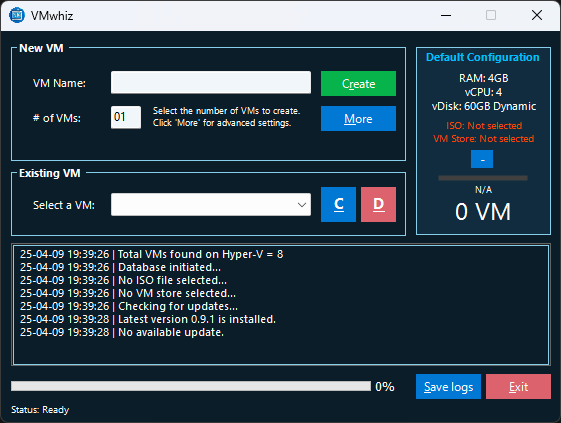 VMwhiz
New VM
VM Name:
Create
# of VMs:
01
Select the number of VMs to create.
Click 'More' for advanced settings.
More
Existing VM
Select a VM:
C
D
Default Configuration
RAM: 4GB
vCPU: 4
vDisk: 60GB Dynamic
ISO: Not selected
VM Store: Not selected
-
N/A
0 VM
25-04-09 19:39:26 | Total VMs found on Hyper-V = 8
25-04-09 19:39:26 | Database initiated...
25-04-09 19:39:26 | No ISO file selected...
25-04-09 19:39:26 | No VM store selected...
25-04-09 19:39:26 | Checking for updates...
25-04-09 19:39:28 | Latest version 0.9.1 is installed.
25-04-09 19:39:28 | No available update.
0%
Save logs
Exit
Status: Ready